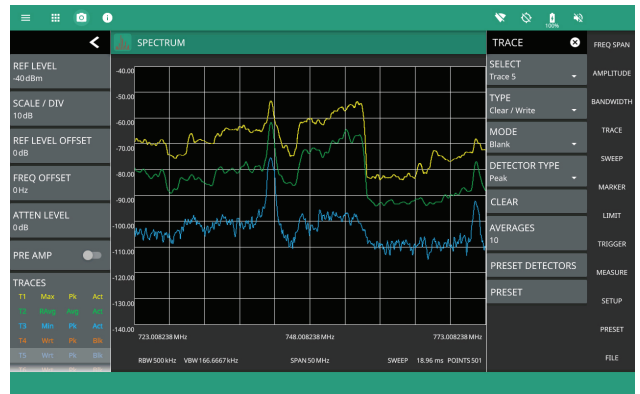 100%
SPECTRUM
REF LEVEL
-40 dBm
SCALE / DIV
10 dB
REF LEVEL OFFSET
0 dB
FREQ OFFSET
0 Hz
ATTEN LEVEL
0 dB
PRE AMP
TRACES
T1 Max Pk Act
T2 RAvg Avg Act
T3 Min Pk Act
T4 Wrt Pk Blk
T5 Wrt Pk Blk
T6 Wrt Pk Blk
-40.00
-50.00
-60.00
-70.00
-80.00
-90.00
-100.00
-110.00
-120.00
-130.00
-140.00
723.008238 MHz 748.008238 MHz 773.008238 MHz
RBW 500 kHz VBW 166.6667 kHz SPAN 50 MHz SWEEP 18.96 ms POINTS 501
TRACE
SELECT
Trace 5
TYPE
Clear / Write
MODE
Blank
DETECTOR TYPE
Peak
CLEAR
AVERAGES
10
PRESET DETECTORS
PRESET
FREQ SPAN
AMPLITUDE
BANDWIDTH
TRACE
SWEEP
MARKER
LIMIT
TRIGGER
MEASURE
SETUP
PRESET
FILE